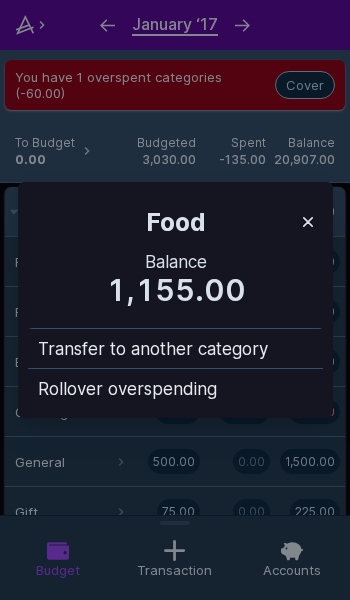 January ‘17
You have 1 overspent categories
(-60.00)
Cover
To Budget Budgeted Spent Balance
0.00 3,030.00 -135.00 20,907.00
Food
Balance
1,155.00
Transfer to another category
Rollover overspending
General 500.00 0.00 1,500.00
Gift 75.00 0.00 225.00
Budget Transaction Accounts